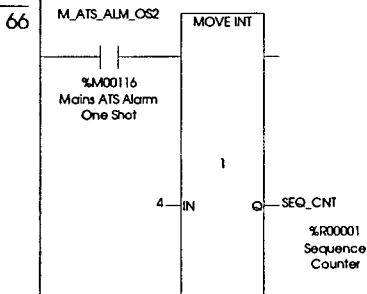 66
M_ATS_ALM_OS2
MOVE INT
%M00116
Mains ATS Alarm
One Shot
1
4
IN
Q
SEQ_CNT
%R00001
Sequence
Counter